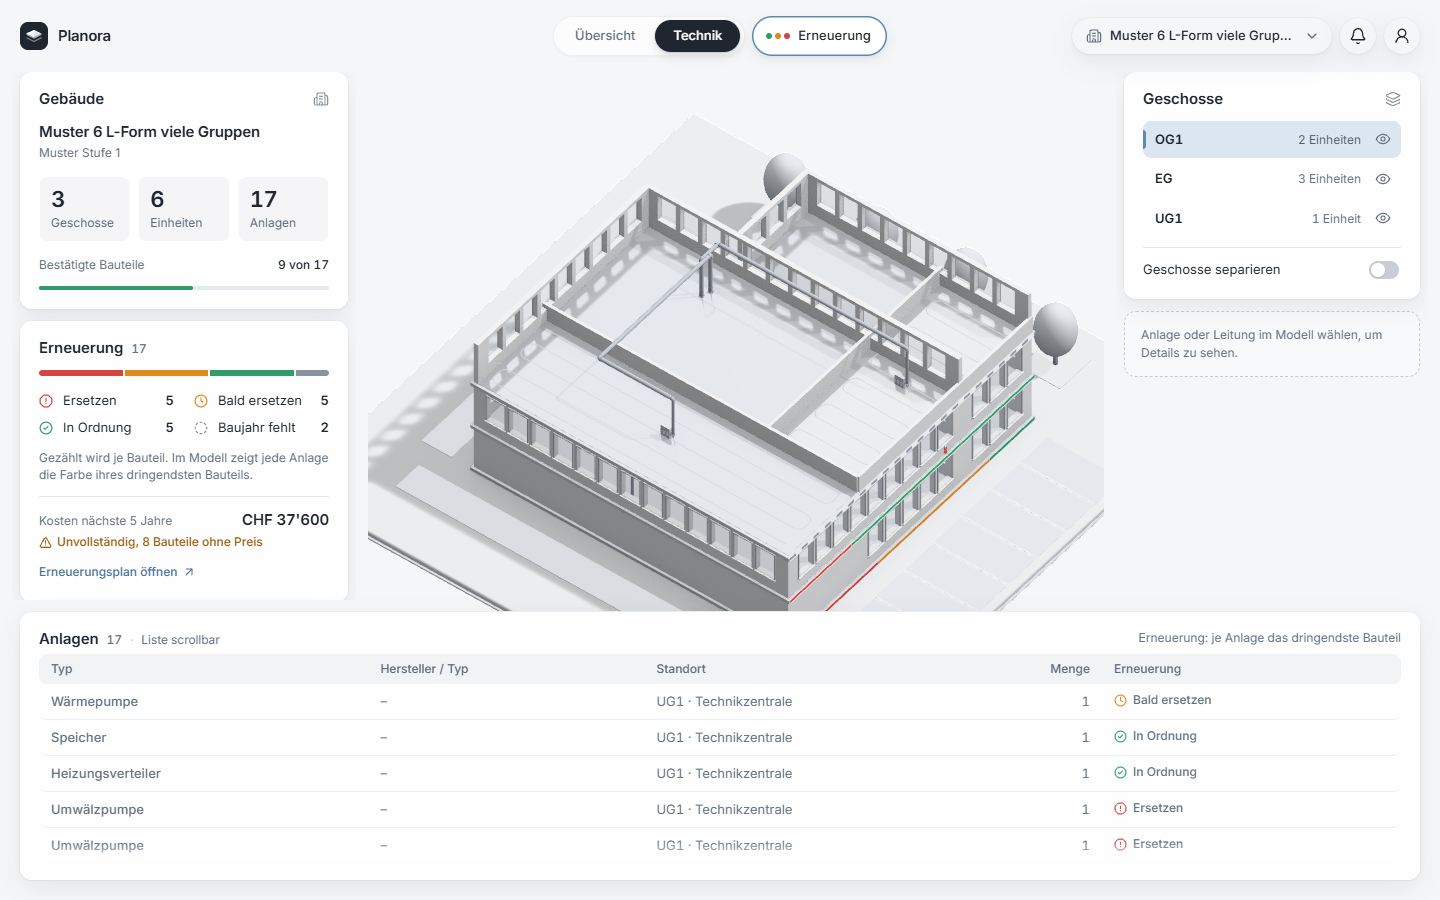 Planora
Übersicht
Technik
Erneuerung
Muster 6 L-Form viele Grup...
Gebäude
Muster 6 L-Form viele Gruppen
Muster Stufe 1
3
Geschosse
6
Einheiten
17
Anlagen
Bestätigte Bauteile
9 von 17
Erneuerung 17
Ersetzen 5
Bald ersetzen 5
In Ordnung 5
Baujahr fehlt 2
Gezählt wird je Bauteil. Im Modell zeigt jede Anlage
die Farbe ihres dringendsten Bauteils.
Kosten nächste 5 Jahre CHF 37'600
Unvollständig, 8 Bauteile ohne Preis
Erneuerungsplan öffnen
Geschosse
OG1 2 Einheiten
EG 3 Einheiten
UG1 1 Einheit
Geschosse separieren
Anlage oder Leitung im Modell wählen, um
Details zu sehen.
Anlagen 17 · Liste scrollbar
Erneuerung: je Anlage das dringendste Bauteil
Typ Hersteller / Typ Standort Menge Erneuerung
Wärmepumpe – UG1 · Technikzentrale 1 Bald ersetzen
Speicher – UG1 · Technikzentrale 1 In Ordnung
Heizungsverteiler – UG1 · Technikzentrale 1 In Ordnung
Umwälzpumpe – UG1 · Technikzentrale 1 Ersetzen
Umwälzpumpe – UG1 · Technikzentrale 1 Ersetzen